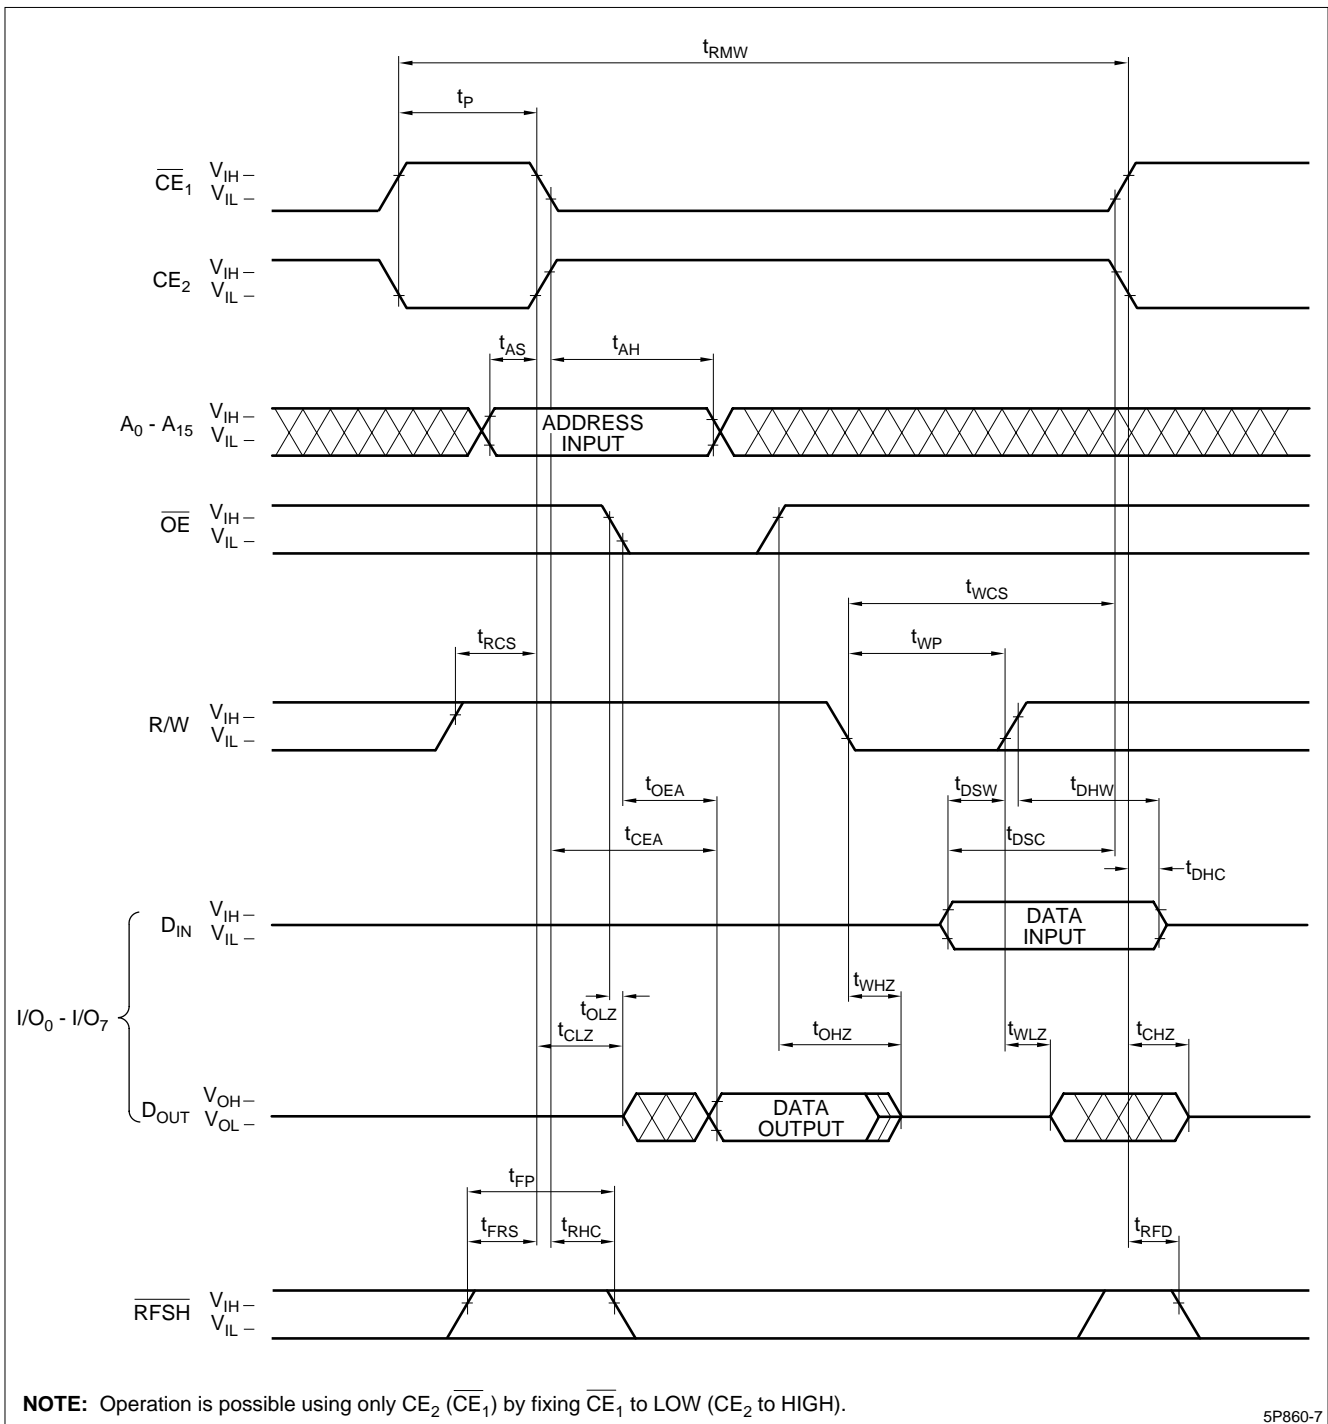 tRMW
tP
CE1 VIH
VIL
CE2 VIH
VIL
tAS tAH
A0 - A15 VIH
VIL
ADDRESS
INPUT
OE VIH
VIL
tWCS
tRCS tWP
R/W VIH
VIL
tOEA tDSW tDHW
tCEA tDSC
tDHC
DIN VIH
VIL
DATA
INPUT
tWHZ
I/O0 - I/O7 tOLZ
tCLZ tOHZ tWLZ tCHZ
DOUT VOH
VOL
DATA
OUTPUT
tFP
tFRS tRHC tRFD
RFSH VIH
VIL
NOTE: Operation is possible using only CE2 (CE1) by fixing CE1 to LOW (CE2 to HIGH).
5P860-7